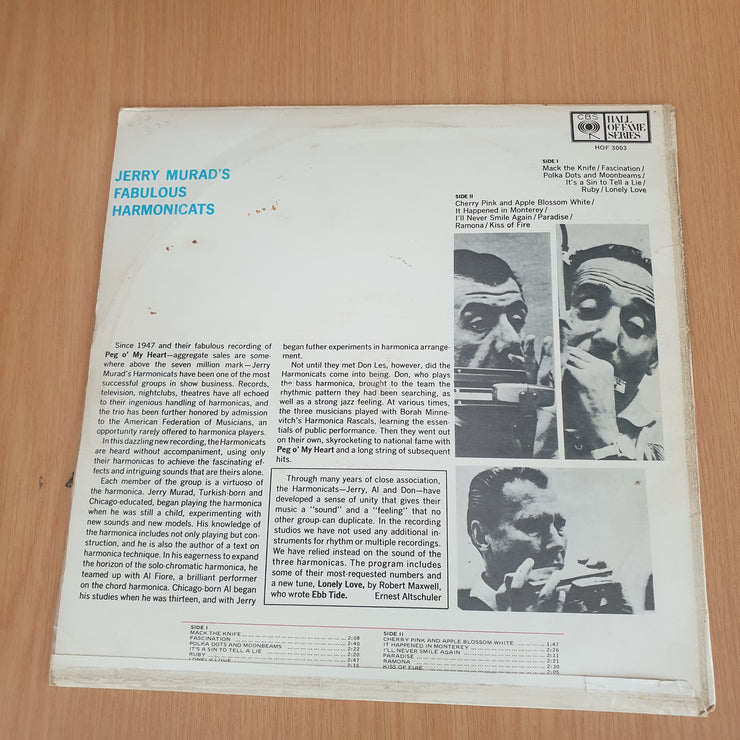 CBS
HALL
OF FAME
SERIES
HOF 3003
JERRY MURAD'S
FABULOUS
HARMONICATS
SIDE I
Mack the Knife/Fascination/
Polka Dots and Moonbeams/
It's a Sin to Tell a Lie/
Ruby/Lonely Love
SIDE II
Cherry Pink and Apple Blossom White/
It Happened in Monterey/
I'll Never Smile Again/Paradise/
Ramona/Kiss of Fire
Since 1947 and their fabulous recording of
Peg o' My Heart—aggregate sales are some-
where above the seven million mark—Jerry
Murad's Harmonicats have been one of the most
successful groups in show business. Records,
television, nightclubs, theatres have all echoed
to their ingenious handling of harmonicas, and
the trio has been further honored by admission
to the American Federation of Musicians, an
opportunity rarely offered to harmonica players.
In this dazzling new recording, the Harmonicats
are heard without accompaniment, using only
their harmonicas to achieve the fascinating ef-
fects and intriguing sounds that are theirs alone.
Each member of the group is a virtuoso of
the harmonica. Jerry Murad, Turkish-born and
Chicago-educated, began playing the harmonica
when he was still a child, experimenting with
new sounds and new models. His knowledge of
the harmonica includes not only playing but con-
struction, and he is also the author of a text on
harmonica technique. In his eagerness to expand
the horizon of the solo-chromatic harmonica, he
teamed up with Al Fiore, a brilliant performer
on the chord harmonica. Chicago-born Al began
his studies when he was thirteen, and with Jerry
began futher experiments in harmonica arrange-
ment.
Not until they met Don Les, however, did the
Harmonicats come into being. Don, who plays
the bass harmonica, brought to the team the
rhythmic pattern they had been searching, as
well as a strong jazz feeling. At various times,
the three musicians played with Borah Minne-
vitch's Harmonica Rascals, learning the essen-
tials of public performance. Then they went out
on their own, skyrocketing to national fame with
Peg o' My Heart and a long string of subsequent
hits.
Through many years of close association,
the Harmonicats—Jerry, Al and Don—have
developed a sense of unity that gives their
music a "sound" and a "feeling" that no
other group can duplicate. In the recording
studios we have not used any additional in-
struments for rhythm or multiple recordings.
We have relied instead on the sound of the
three harmonicas. The program includes
some of their most-requested numbers and
a new tune, Lonely Love, by Robert Maxwell,
who wrote Ebb Tide. Ernest Altschuler
SIDE I
MACK THE KNIFE 2:08
FASCINATION 2:40
POLKA DOTS AND MOONBEAMS 2:22
IT'S A SIN TO TELL A LIE 2:20
RUBY 2:47
LONELY LOVE 2:15
SIDE II
CHERRY PINK AND APPLE BLOSSOM WHITE 1:47
IT HAPPENED IN MONTEREY 2:26
I'LL NEVER SMILE AGAIN 2:11
PARADISE 2:21
RAMONA 2:30
KISS OF FIRE 2:05